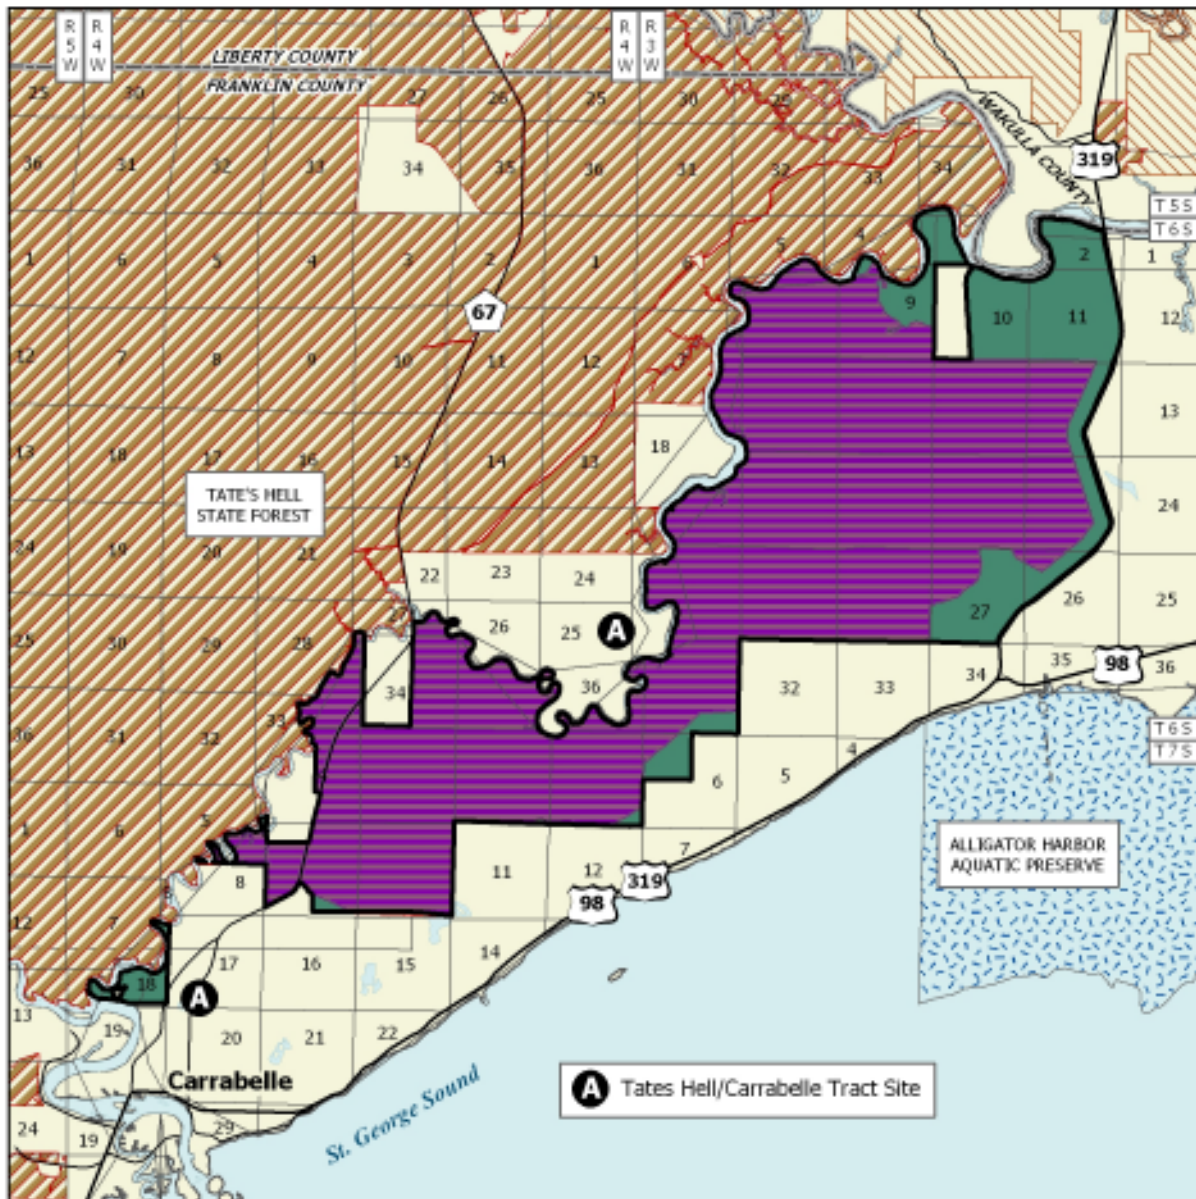 R R
5 4
W W
R R
4 3
W W
LIBERTY COUNTY
FRANKLIN COUNTY
25 30 27 26 25 30 29
WAKULLA COUNTY
319
36 31 32 33 34 35 36 31 32 33 34
T 5 S
T 6 S
1 6 5 4 3 2 1 6 5 4 2 1
67
9 10 11 12
12 7 8 9 10 11 12
13
13 18 17 16 15 14 13 18
TATE'S HELL
STATE FOREST
24
24 19 20 21 22 23 24
27 26 25 A 27 26 25
25 30 29 28
34 36 32 33 34 35 98 36
33
36 31 32
T 6 S
T 7 S
6 5 4
1 6 5
ALLIGATOR HARBOR
AQUATIC PRESERVE
8 11 12 7
319
98
12 7
17 16 15 14
18 A
13 19 20 21 22
Carrabelle
St. George Sound
A Tates Hell/Carrabelle Tract Site
24 19 29